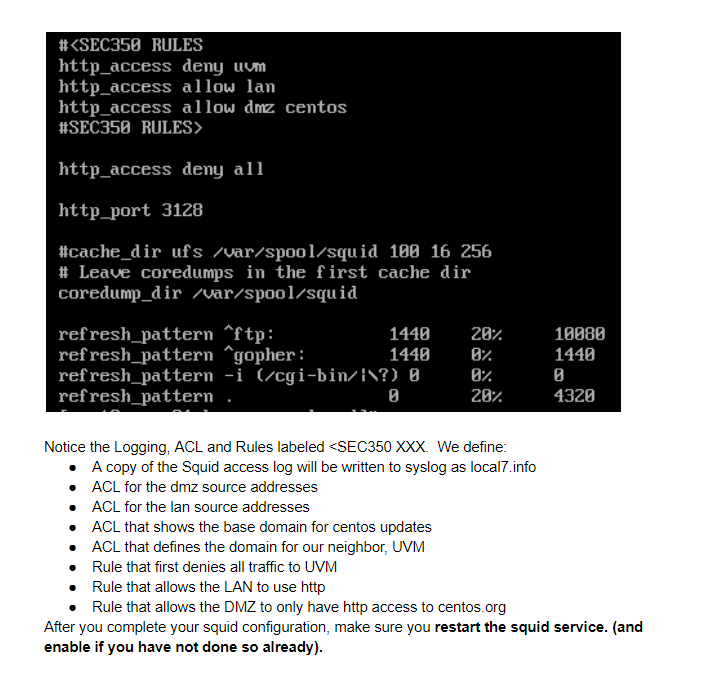 #<SEC350 RULES
http_access deny uvm
http_access allow lan
http_access allow dmz centos
#SEC350 RULES>
http_access deny all
http_port 3128
#cache_dir ufs /var/spool/squid 100 16 256
# Leave coredumps in the first cache dir
coredump_dir /var/spool/squid
refresh_pattern ^ftp: 1440 20% 10080
refresh_pattern ^gopher: 1440 0% 1440
refresh_pattern -i (/cgi-bin/|\?) 0 0% 0
refresh_pattern . 0 20% 4320
Notice the Logging, ACL and Rules labeled <SEC350 XXX. We define:
● A copy of the Squid access log will be written to syslog as local7.info
● ACL for the dmz source addresses
● ACL for the lan source addresses
● ACL that shows the base domain for centos updates
● ACL that defines the domain for our neighbor, UVM
● Rule that first denies all traffic to UVM
● Rule that allows the LAN to use http
● Rule that allows the DMZ to only have http access to centos.org
After you complete your squid configuration, make sure you restart the squid service. (and
enable if you have not done so already).